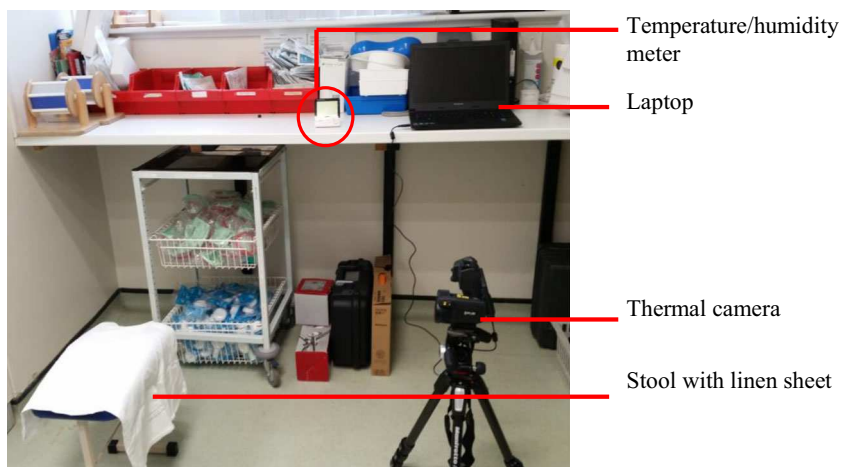 Temperature/humidity
meter
Laptop
Thermal camera
Stool with linen sheet